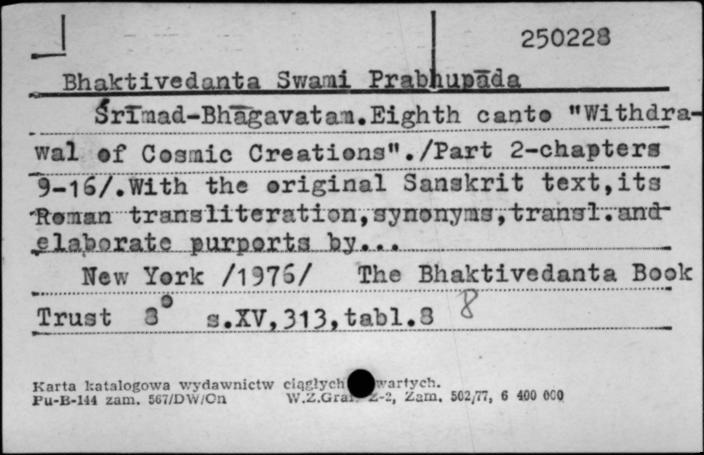 250228
Bhaktivedanta Swami Prabhupāda
Śrīmad-Bhāgavatam.Eighth canto "Withdra-
wal of Cosmic Creations"./Part 2-chapters
9-16/.With the original Sanskrit text,its
Roman transliteration,synonyms,transl.and
elaborate purports by...
New York /1976/ The Bhaktivedanta Book
Trust 8° s.XV,313,tabl.8 8
Karta katalogowa wydawnictw ciągłych wartych.
Pu-B-144 zam. 567/DW/Cn W.Z.Graf. Z-2, Zam. 502/77, 6 400 000